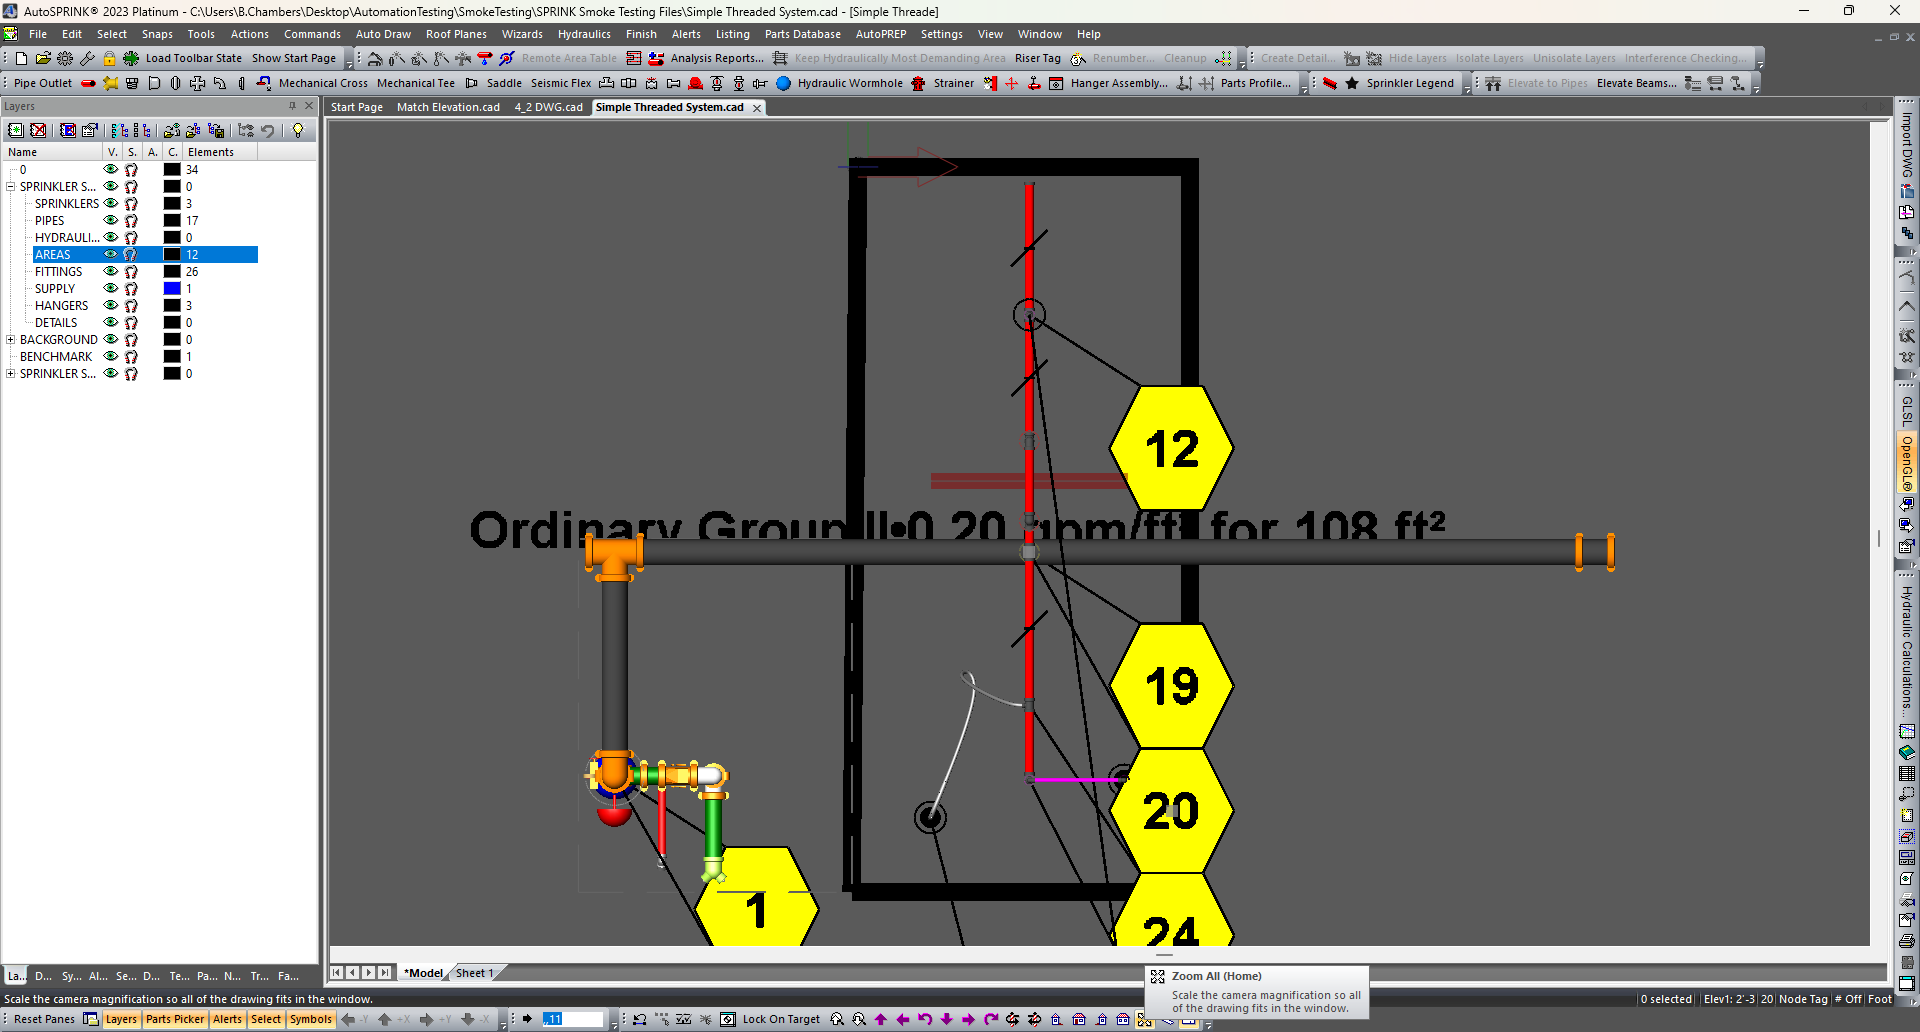 AutoSPRINK® 2023 Platinum - C:\Users\B.Chambers\Desktop\AutomationTesting\SmokeTesting\SPRINK Smoke Testing Files\Simple Threaded System.cad - [Simple Threade]
File Edit Select Snaps Tools Actions Commands Auto Draw Roof Planes Wizards Hydraulics Finish Alerts Listing Parts Database AutoPREP Settings View Window Help
Load Toolbar State Show Start Page Remote Area Table Analysis Reports... Keep Hydraulically Most Demanding Area Riser Tag Renumber... Cleanup Create Detail... Hide Layers Isolate Layers Unisolate Layers Interference Checking...
Pipe Outlet Mechanical Cross Mechanical Tee Saddle Seismic Flex Hydraulic Wormhole Strainer Hanger Assembly... Parts Profile... Sprinkler Legend Elevate to Pipes Elevate Beams...
Layers
Start Page Match Elevation.cad 4_2 DWG.cad Simple Threaded System.cad
Name V. S. A. C. Elements
0 34
SPRINKLER S... 0
SPRINKLERS 3
PIPES 17
HYDRAULI... 0
AREAS 12
FITTINGS 26
SUPPLY 1
HANGERS 3
DETAILS 0
BACKGROUND 0
BENCHMARK 1
SPRINKLER S... 0
12
Ordinary Group II•0.20 gpm/ft² for 108 ft²
19
20
1
24
Import DWG
GLSL
OpenGL®
Hydraulic Calculations...
La... D... Sy... Al... Se... D... Te... Pa... N... Tr... Fa...
*Model Sheet 1
Zoom All (Home)
Scale the camera magnification so all
of the drawing fits in the window.
Scale the camera magnification so all of the drawing fits in the window.
0 selected Elev1: 2'-3 20 Node Tag # Off Foot
Reset Panes Layers Parts Picker Alerts Select Symbols -Y +X +Y -X ,,11 Lock On Target